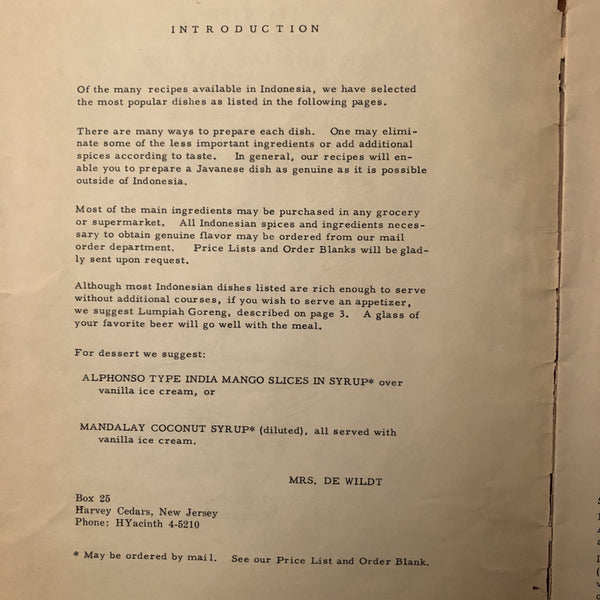 INTRODUCTION
Of the many recipes available in Indonesia, we have selected
the most popular dishes as listed in the following pages.
There are many ways to prepare each dish. One may elimi-
nate some of the less important ingredients or add additional
spices according to taste. In general, our recipes will en-
able you to prepare a Javanese dish as genuine as it is possible
outside of Indonesia.
Most of the main ingredients may be purchased in any grocery
or supermarket. All Indonesian spices and ingredients neces-
sary to obtain genuine flavor may be ordered from our mail
order department. Price Lists and Order Blanks will be glad-
ly sent upon request.
Although most Indonesian dishes listed are rich enough to serve
without additional courses, if you wish to serve an appetizer,
we suggest Lumpiah Goreng, described on page 3. A glass of
your favorite beer will go well with the meal.
For dessert we suggest:
ALPHONSO TYPE INDIA MANGO SLICES IN SYRUP* over
vanilla ice cream, or
MANDALAY COCONUT SYRUP* (diluted), all served with
vanilla ice cream.
MRS. DE WILDT
Box 25
Harvey Cedars, New Jersey
Phone: HYacinth 4-5210
* May be ordered by mail. See our Price List and Order Blank.